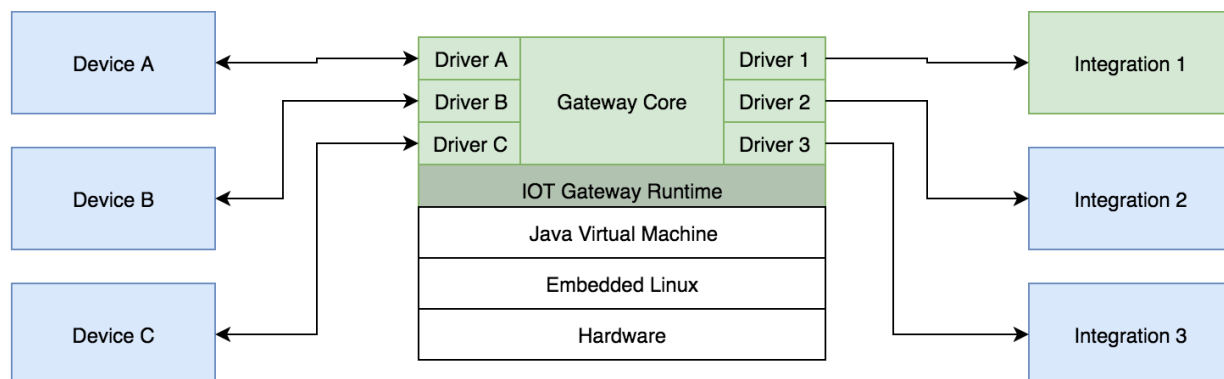 Device A
Device B
Device C
Driver A
Driver B
Driver C
Gateway Core
Driver 1
Driver 2
Driver 3
IOT Gateway Runtime
Java Virtual Machine
Embedded Linux
Hardware
Integration 1
Integration 2
Integration 3